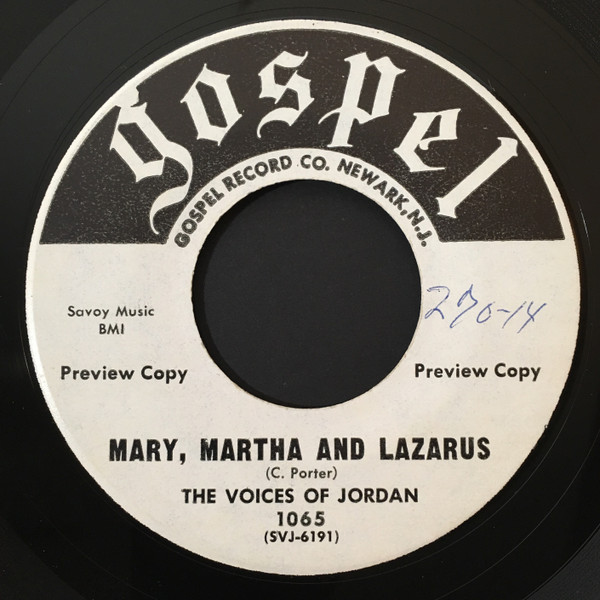 gospel
GOSPEL RECORD CO. NEWARK, N.J.
Savoy Music
BMI
270-14
Preview Copy
Preview Copy
MARY, MARTHA AND LAZARUS
(C. Porter)
THE VOICES OF JORDAN
1065
(SVJ-6191)